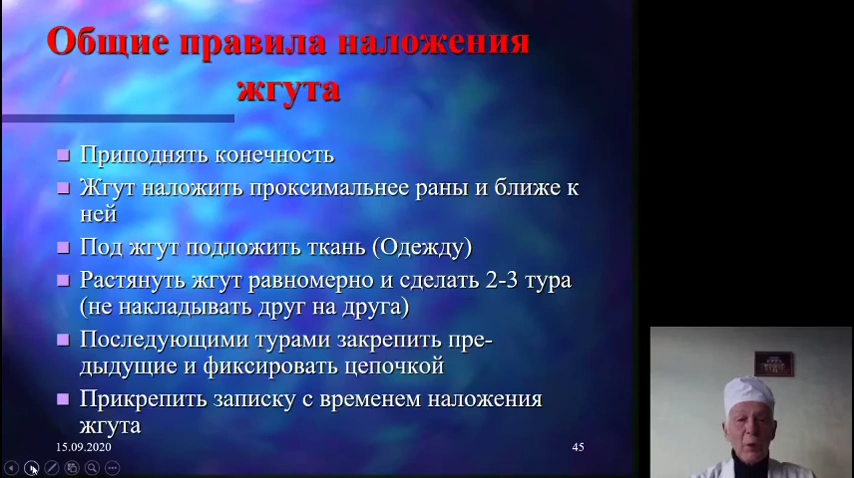 Общие правила наложения
жгута
Приподнять конечность
Жгут наложить проксимальнее раны и ближе к
ней
Под жгут подложить ткань (Одежду)
Растянуть жгут равномерно и сделать 2-3 тура
(не накладывать друг на друга)
Последующими турами закрепить пре-
дыдущие и фиксировать цепочкой
Прикрепить записку с временем наложения
жгута
15.09.2020
45